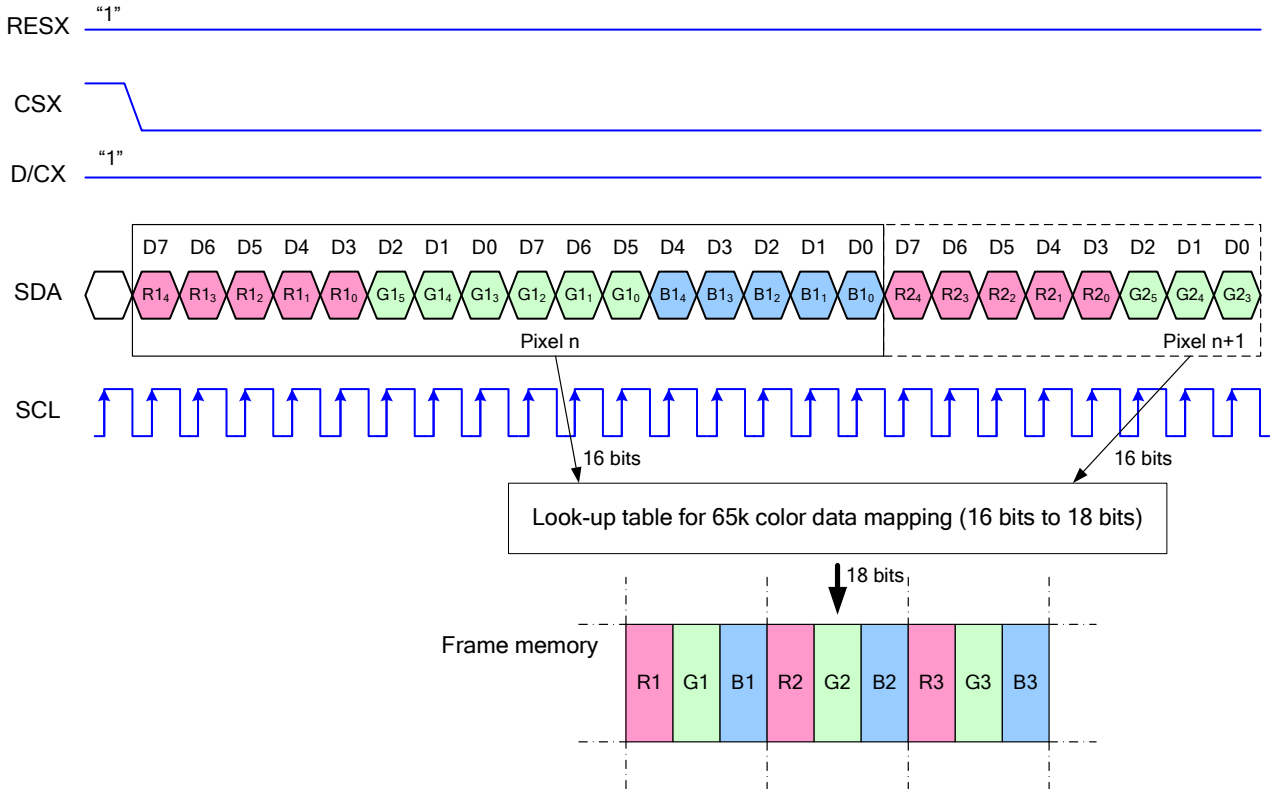 RESX “1”
CSX
D/CX “1”
D7 D6 D5 D4 D3 D2 D1 D0 D7 D6 D5 D4 D3 D2 D1 D0 D7 D6 D5 D4 D3 D2 D1 D0
SDA R1₄ R1₃ R1₂ R1₁ R1₀ G1₅ G1₄ G1₃ G1₂ G1₁ G1₀ B1₄ B1₃ B1₂ B1₁ B1₀ R2₄ R2₃ R2₂ R2₁ R2₀ G2₅ G2₄ G2₃
Pixel n Pixel n+1
SCL
16 bits 16 bits
Look-up table for 65k color data mapping (16 bits to 18 bits)
18 bits
Frame memory
R1 G1 B1 R2 G2 B2 R3 G3 B3